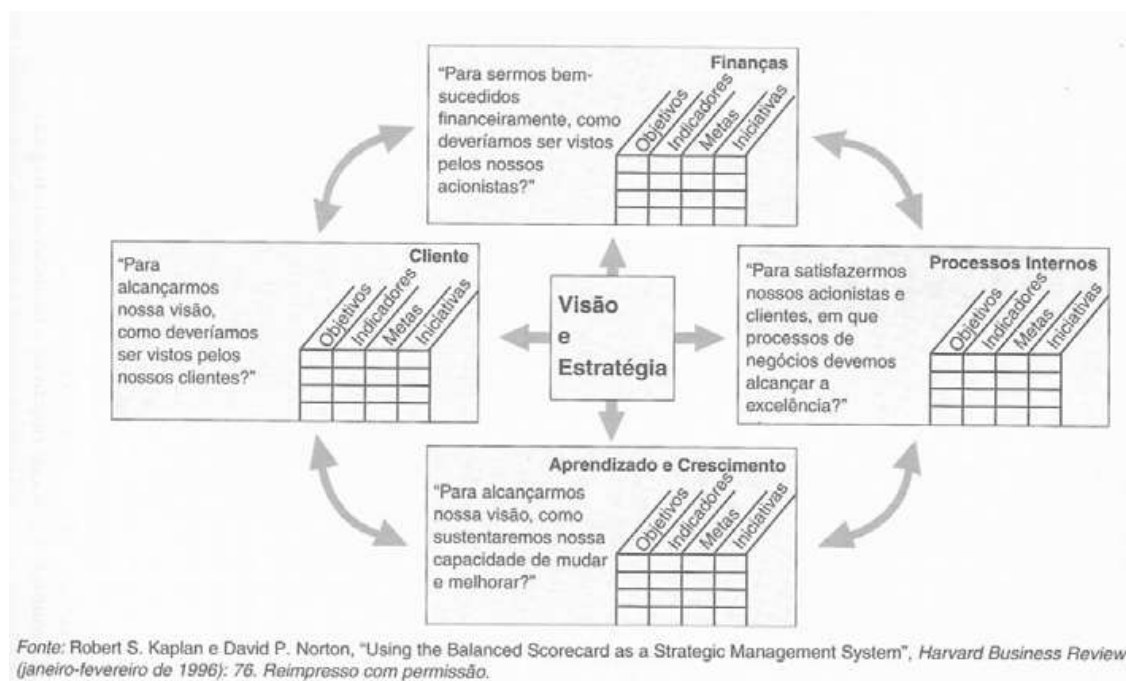 Finanças
“Para sermos bem-
sucedidos
financeiramente, como
deveríamos ser vistos
pelos nossos
acionistas?”
Objetivos
Indicadores
Metas
Iniciativas
Cliente
“Para
alcançarmos
nossa visão,
como deveríamos
ser vistos pelos
nossos clientes?”
Objetivos
Indicadores
Metas
Iniciativas
Visão
e
Estratégia
Processos Internos
“Para satisfazermos
nossos acionistas e
clientes, em que
processos de
negócios devemos
alcançar a
excelência?”
Objetivos
Indicadores
Metas
Iniciativas
Aprendizado e Crescimento
“Para alcançarmos
nossa visão, como
sustentaremos nossa
capacidade de mudar
e melhorar?”
Objetivos
Indicadores
Metas
Iniciativas
Fonte: Robert S. Kaplan e David P. Norton, “Using the Balanced Scorecard as a Strategic Management System”, Harvard Business Review
(janeiro-fevereiro de 1996): 76. Reimpresso com permissão.